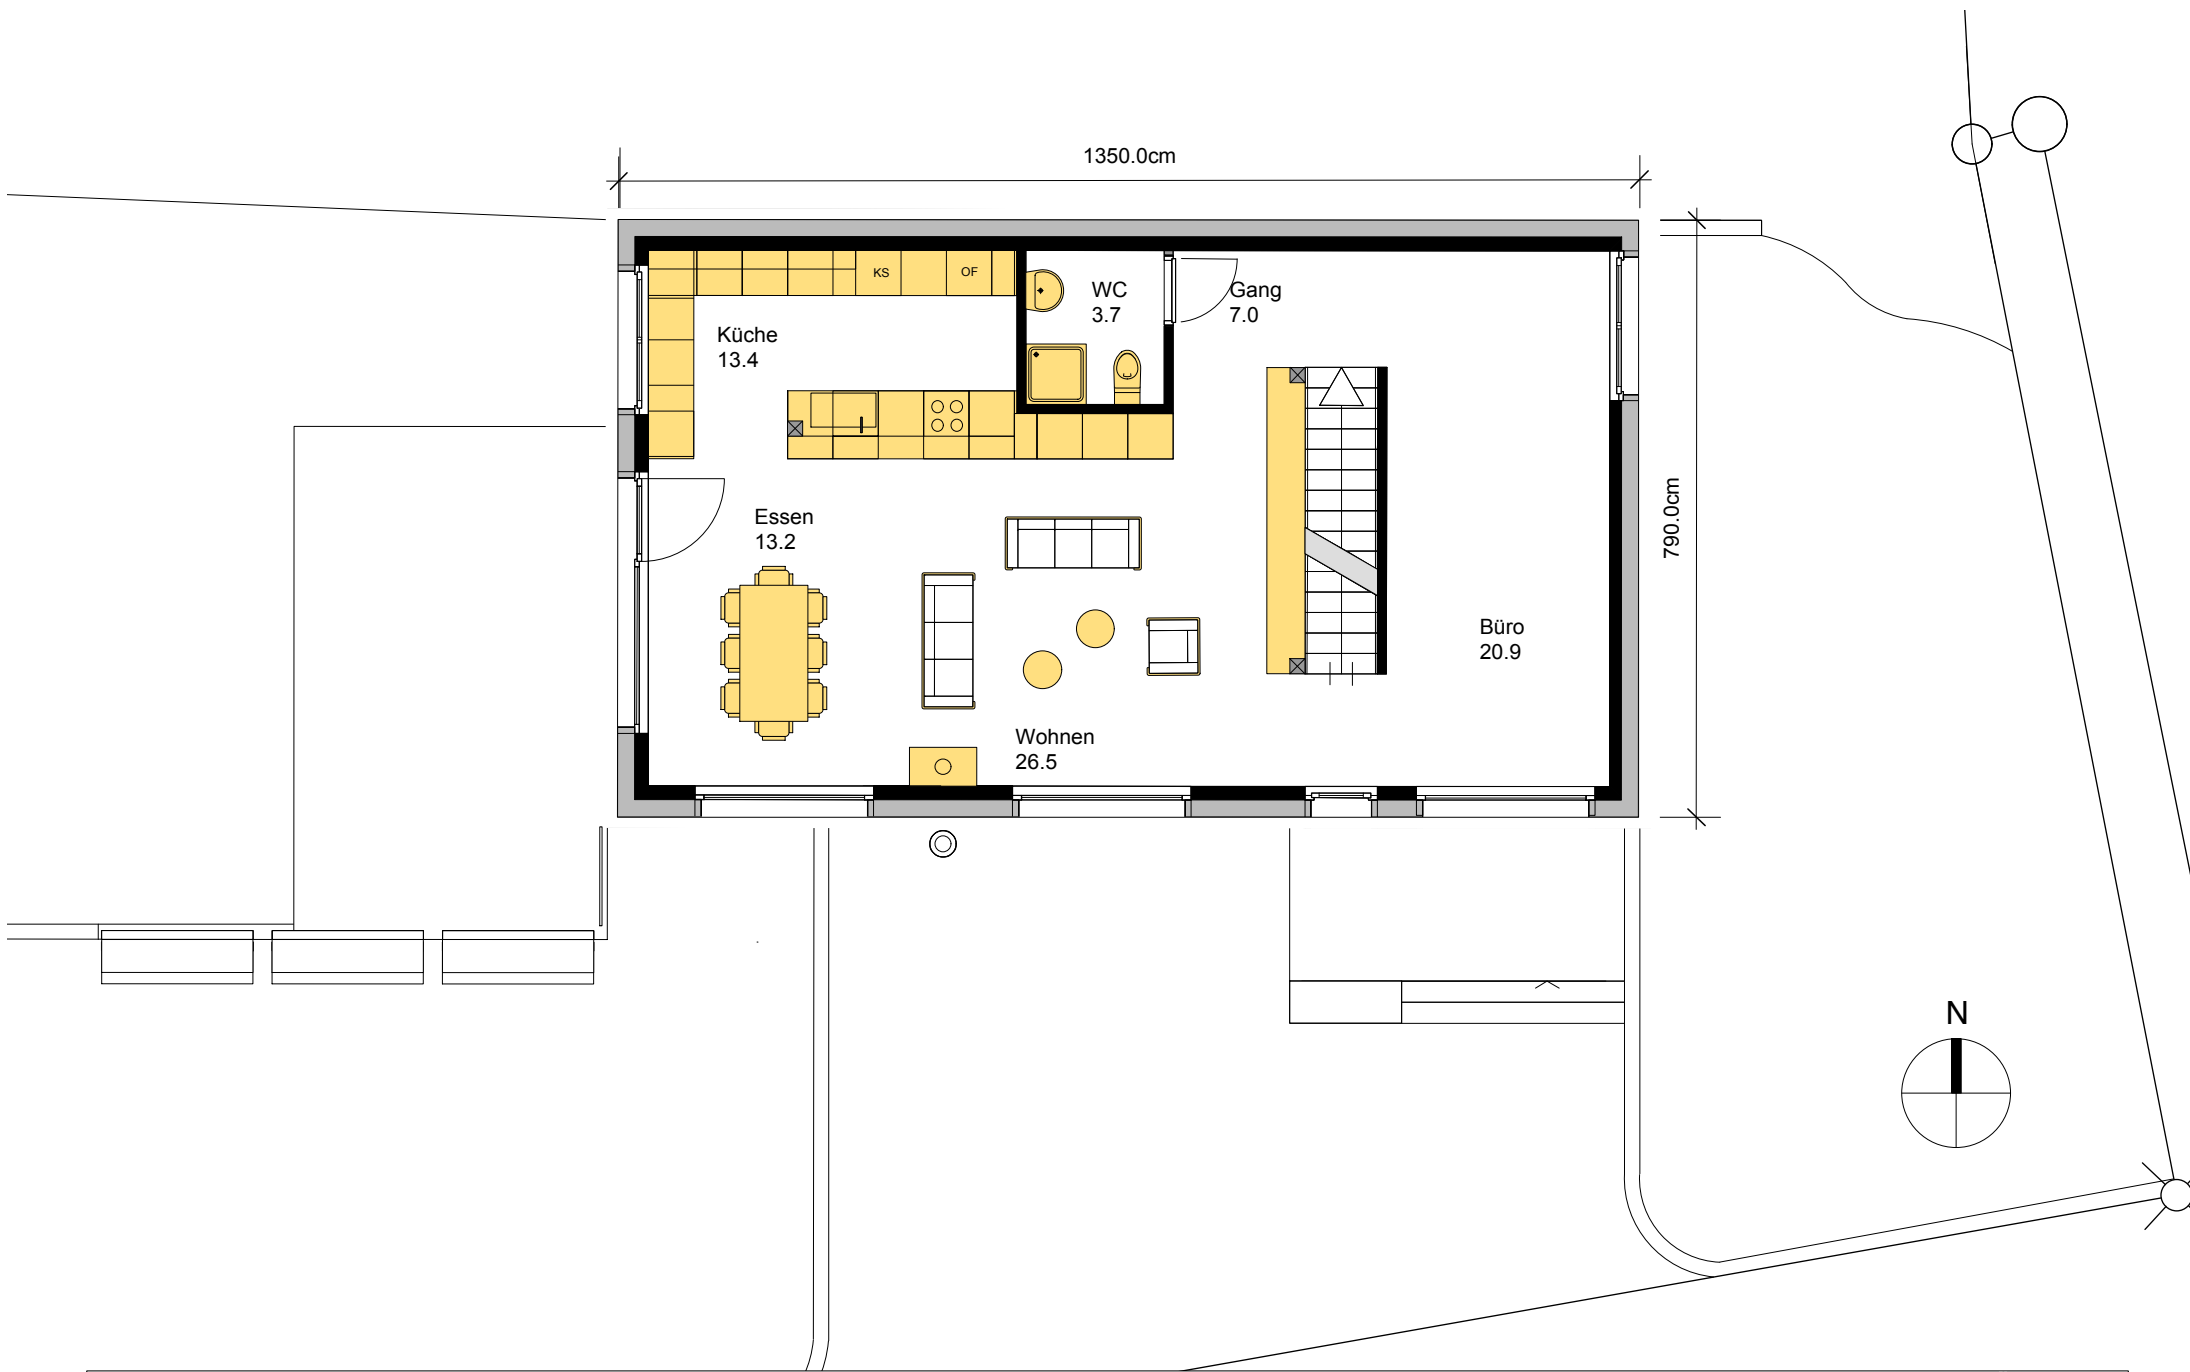 1350.0cm
KS
OF
WC
3.7
Gang
7.0
Küche
13.4
790.0cm
Essen
13.2
Büro
20.9
Wohnen
26.5
N